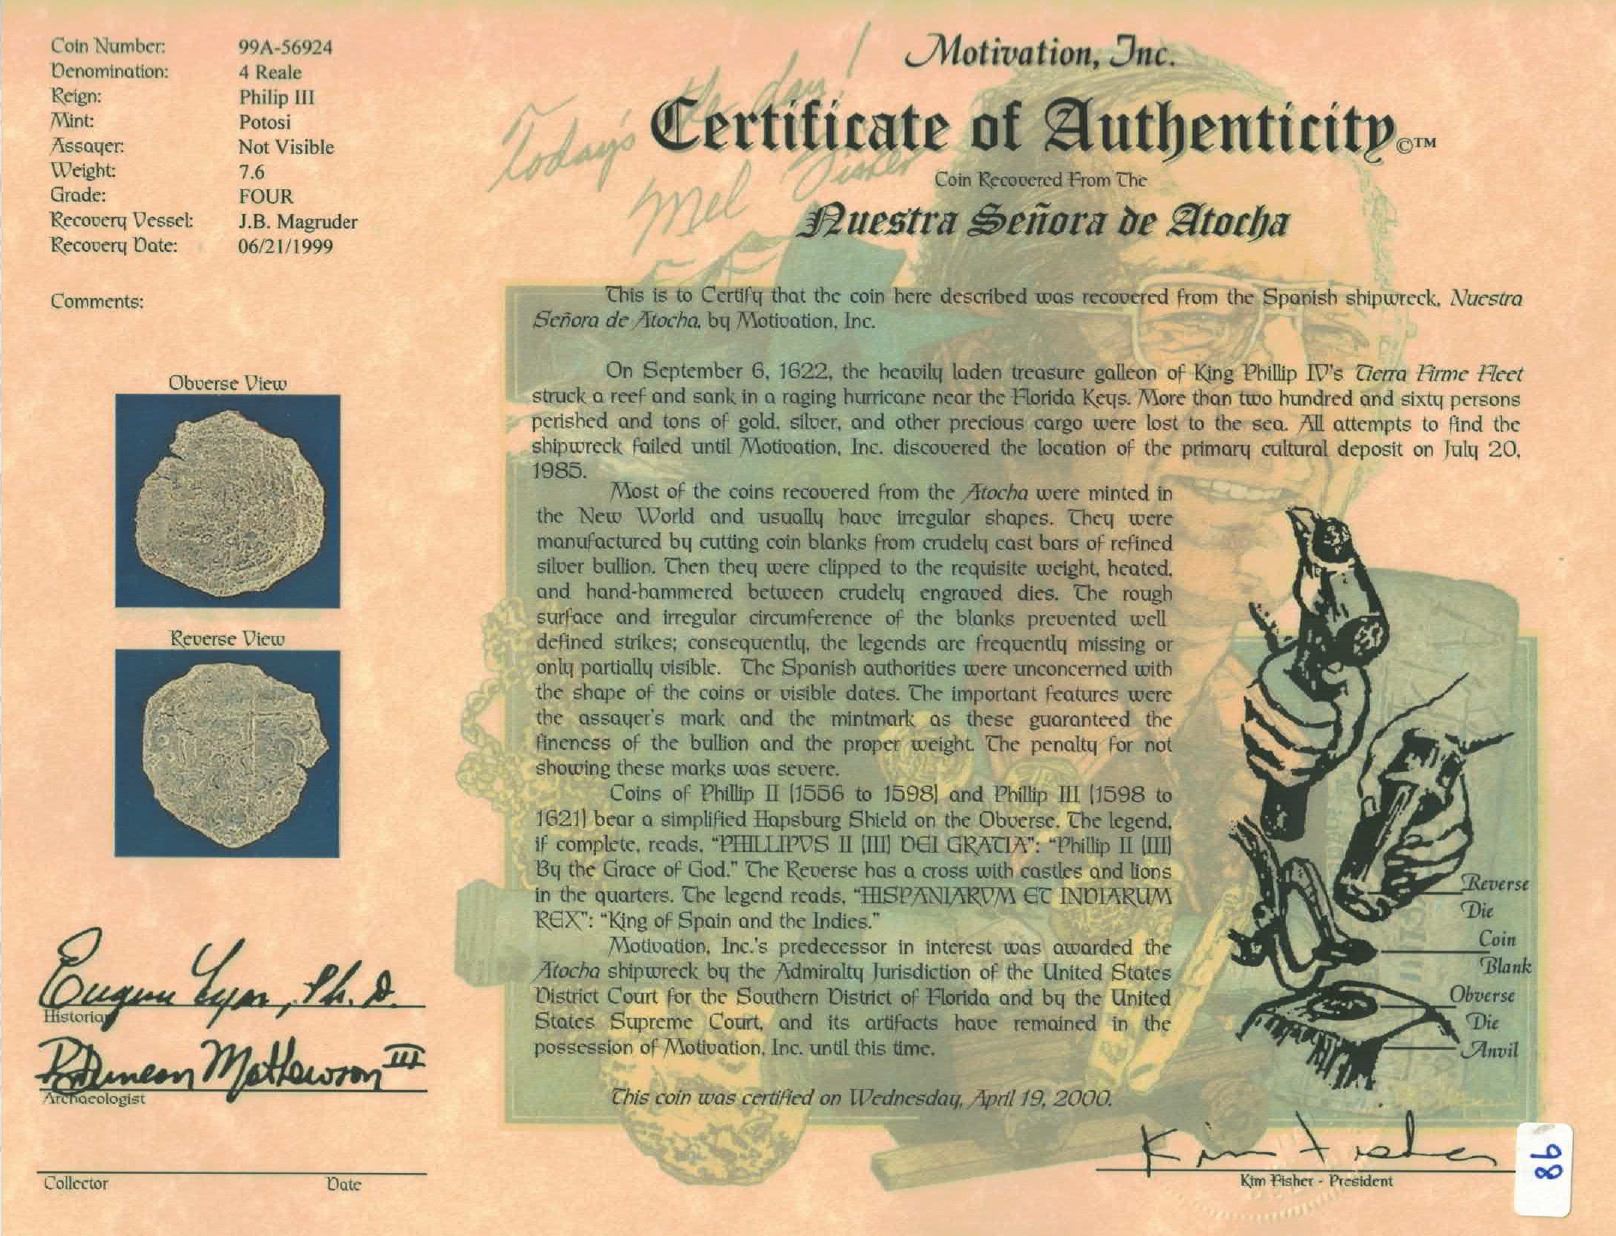 Coin Number: 99A-56924
Denomination: 4 Reale
Reign: Philip III
Mint: Potosi
Assayer: Not Visible
Weight: 7.6
Grade: FOUR
Recovery Vessel: J.B. Magruder
Recovery Date: 06/21/1999
Comments:
Obverse View
Reverse View
Eugene Lyon, Ph. D.
Historian
R Duncan Mathewson III
Archaeologist
Collector Date
Today's the day!
Mel Fisher
Motivation, Inc.
Certificate of Authenticity ©™
Coin Recovered From The
Nuestra Señora de Atocha
This is to Certify that the coin here described was recovered from the Spanish shipwreck, Nuestra
Señora de Atocha, by Motivation, Inc.
On September 6, 1622, the heavily laden treasure galleon of King Phillip IV's Tierra Firme Fleet
struck a reef and sank in a raging hurricane near the Florida Keys. More than two hundred and sixty persons
perished and tons of gold, silver, and other precious cargo were lost to the sea. All attempts to find the
shipwreck failed until Motivation, Inc. discovered the location of the primary cultural deposit on July 20,
1985.
Most of the coins recovered from the Atocha were minted in
the New World and usually have irregular shapes. They were
manufactured by cutting coin blanks from crudely cast bars of refined
silver bullion. Then they were clipped to the requisite weight, heated,
and hand-hammered between crudely engraved dies. The rough
surface and irregular circumference of the blanks prevented well
defined strikes; consequently, the legends are frequently missing or
only partially visible. The Spanish authorities were unconcerned with
the shape of the coins or visible dates. The important features were
the assayer's mark and the mintmark as these guaranteed the
fineness of the bullion and the proper weight. The penalty for not
showing these marks was severe.
Coins of Phillip II (1556 to 1598) and Phillip III (1598 to
1621) bear a simplified Hapsburg Shield on the Obverse. The legend,
if complete, reads, "PHILLIPVS II (III) DEI GRATIA": "Phillip II (III)
By the Grace of God." The Reverse has a cross with castles and lions
in the quarters. The legend reads, "HISPANIARVM ET INDIARUM
REX": "King of Spain and the Indies."
Motivation, Inc.'s predecessor in interest was awarded the
Atocha shipwreck by the Admiralty Jurisdiction of the United States
District Court for the Southern District of Florida and by the United
States Supreme Court, and its artifacts have remained in the
possession of Motivation, Inc. until this time.
This coin was certified on Wednesday, April 19, 2000.
Reverse
Die
Coin
Blank
Obverse
Die
Anvil
Kim Fisher
Kim Fisher - President
98